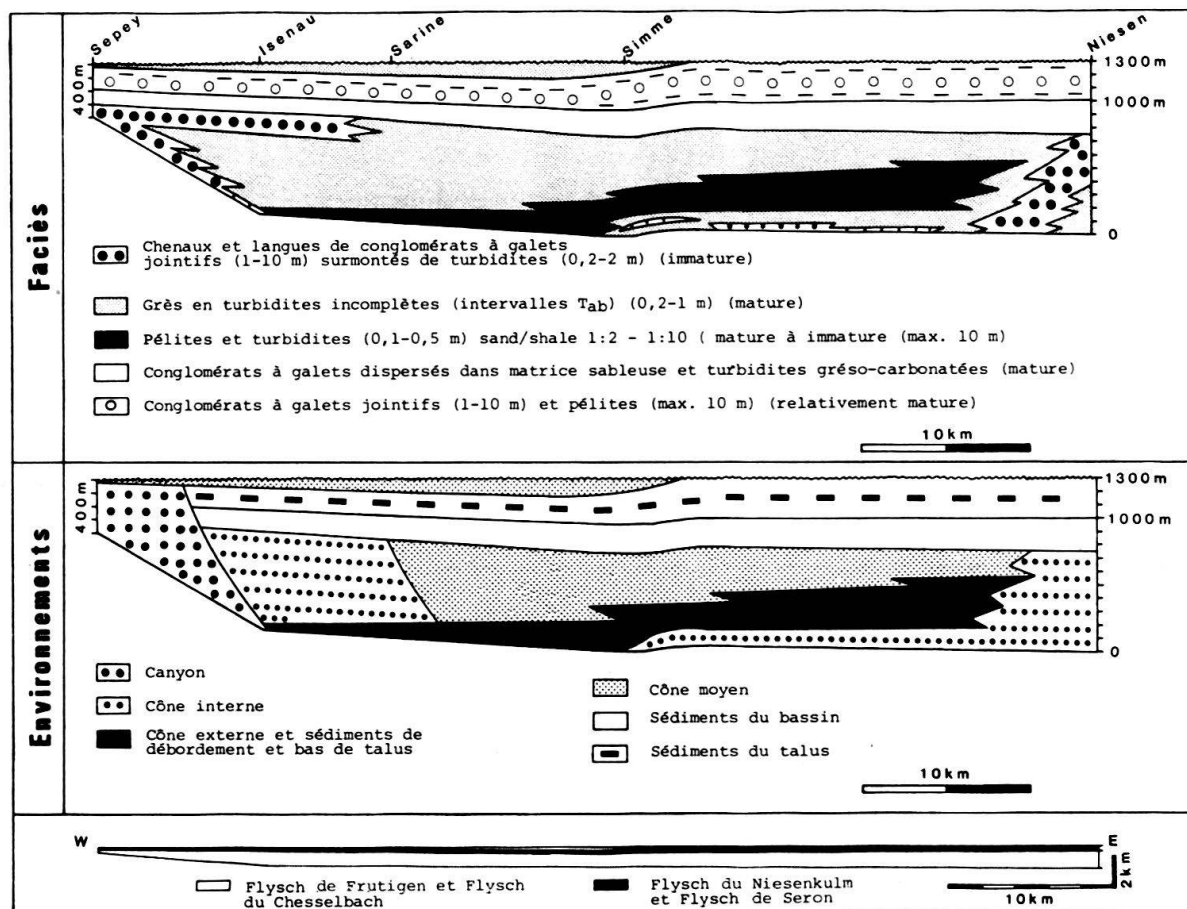 Faciès
Sepey
Isenau
Sarine
Simme
Niesen
400m
1300m
1000m
0
Chenaux et langues de conglomérats à galets
jointifs (1-10 m) surmontés de turbidites (0,2-2 m) (immature)
Grès en turbidites incomplètes (intervalles Tab) (0,2-1 m) (mature)
Pélites et turbidites (0,1-0,5 m) sand/shale 1:2 - 1:10 ( mature à immature (max. 10 m)
Conglomérats à galets dispersés dans matrice sableuse et turbidites gréso-carbonatées (mature)
Conglomérats à galets jointifs (1-10 m) et pélites (max. 10 m) (relativement mature)
10km
Environnements
400m
1300m
1000m
0
Canyon
Cône interne
Cône externe et sédiments de
débordement et bas de talus
Cône moyen
Sédiments du bassin
Sédiments du talus
10km
W
E
2km
Flysch de Frutigen et Flysch
du Chesselbach
Flysch du Niesenkulm
et Flysch de Seron
10km